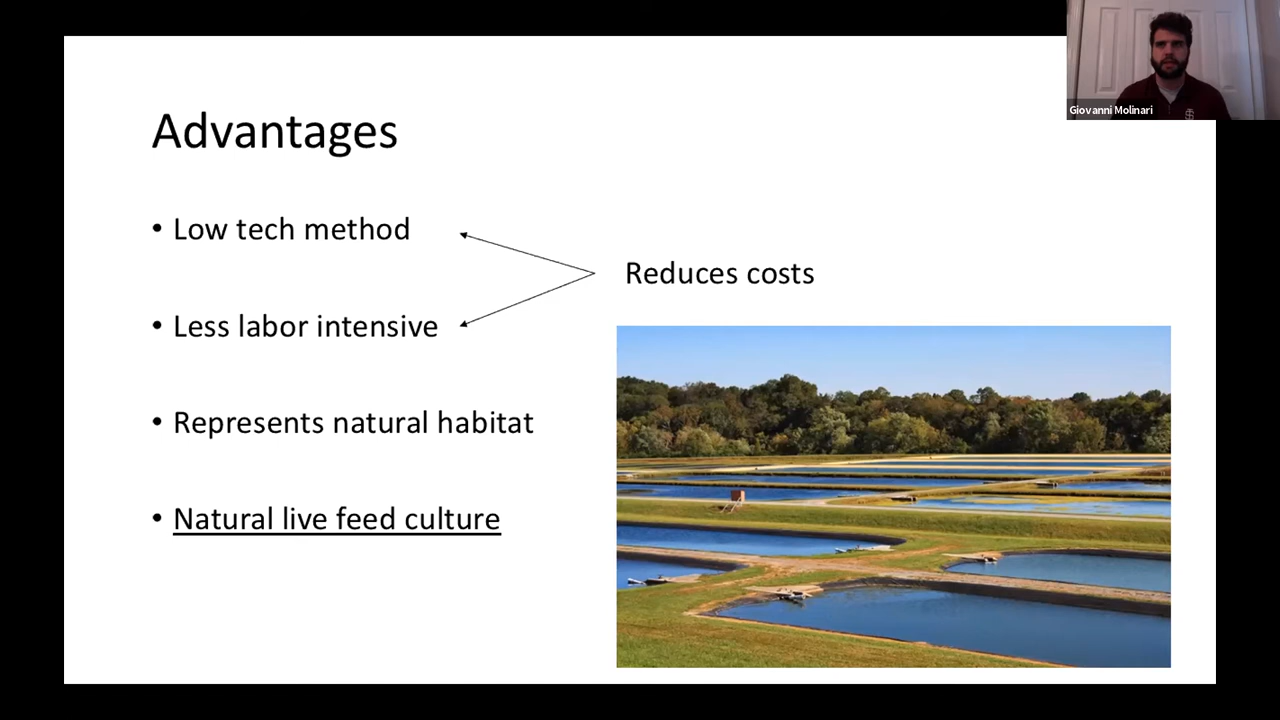 Giovanni Molinari
Advantages
• Low tech method
Reduces costs
• Less labor intensive
• Represents natural habitat
• Natural live feed culture